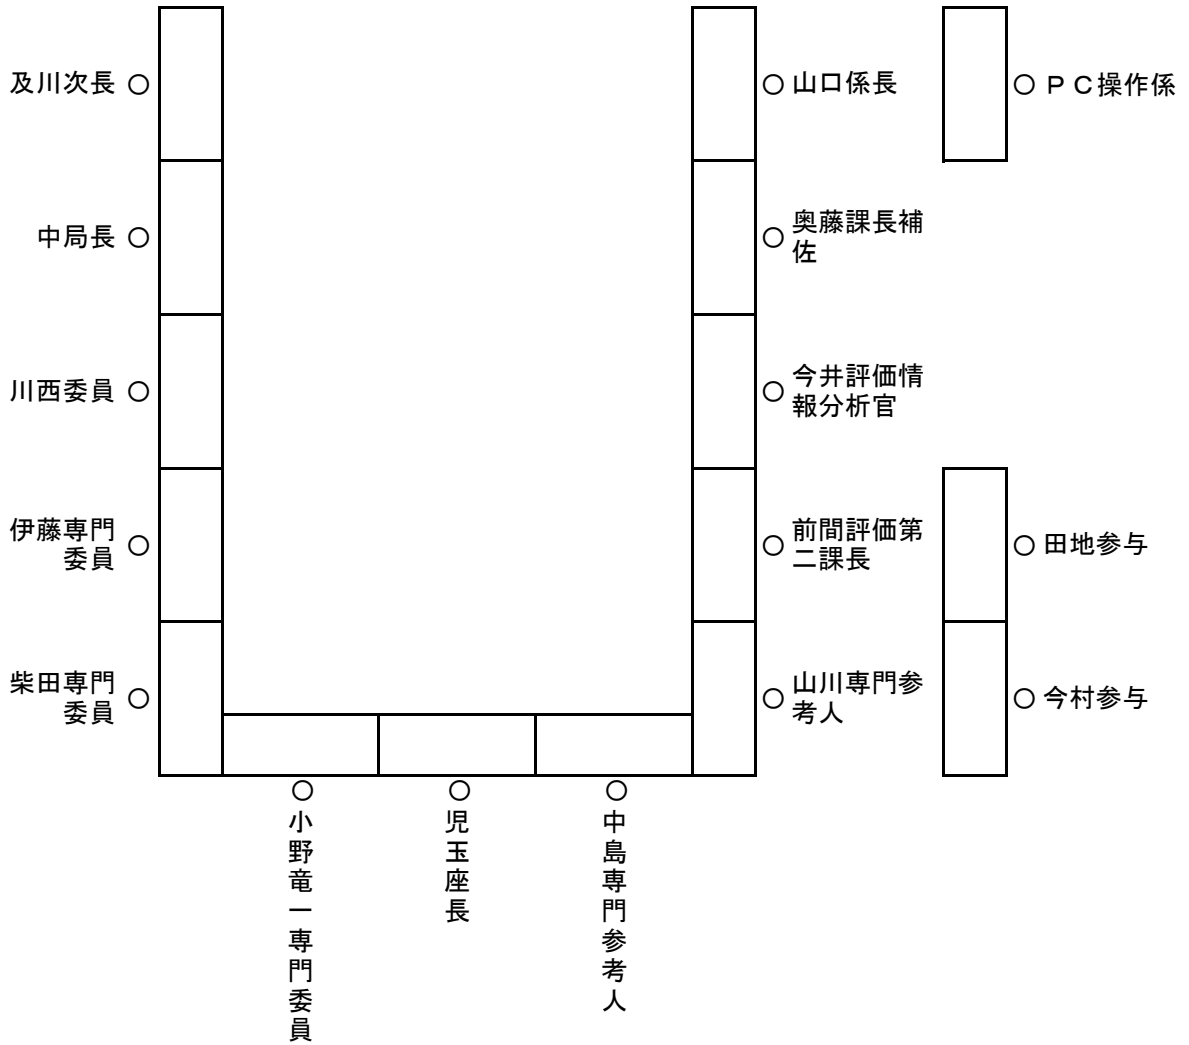 及川次長 ○
○ 山口係長
○ ＰＣ操作係
中局長 ○
○ 奥藤課長補
佐
川西委員 ○
○ 今井評価情
報分析官
伊藤専門
委員 ○
○ 前間評価第
二課長
○ 田地参与
柴田専門
委員 ○
○ 山川専門参
考人
○ 今村参与
○小野竜一専門委員
○児玉座長
○中島専門参考人